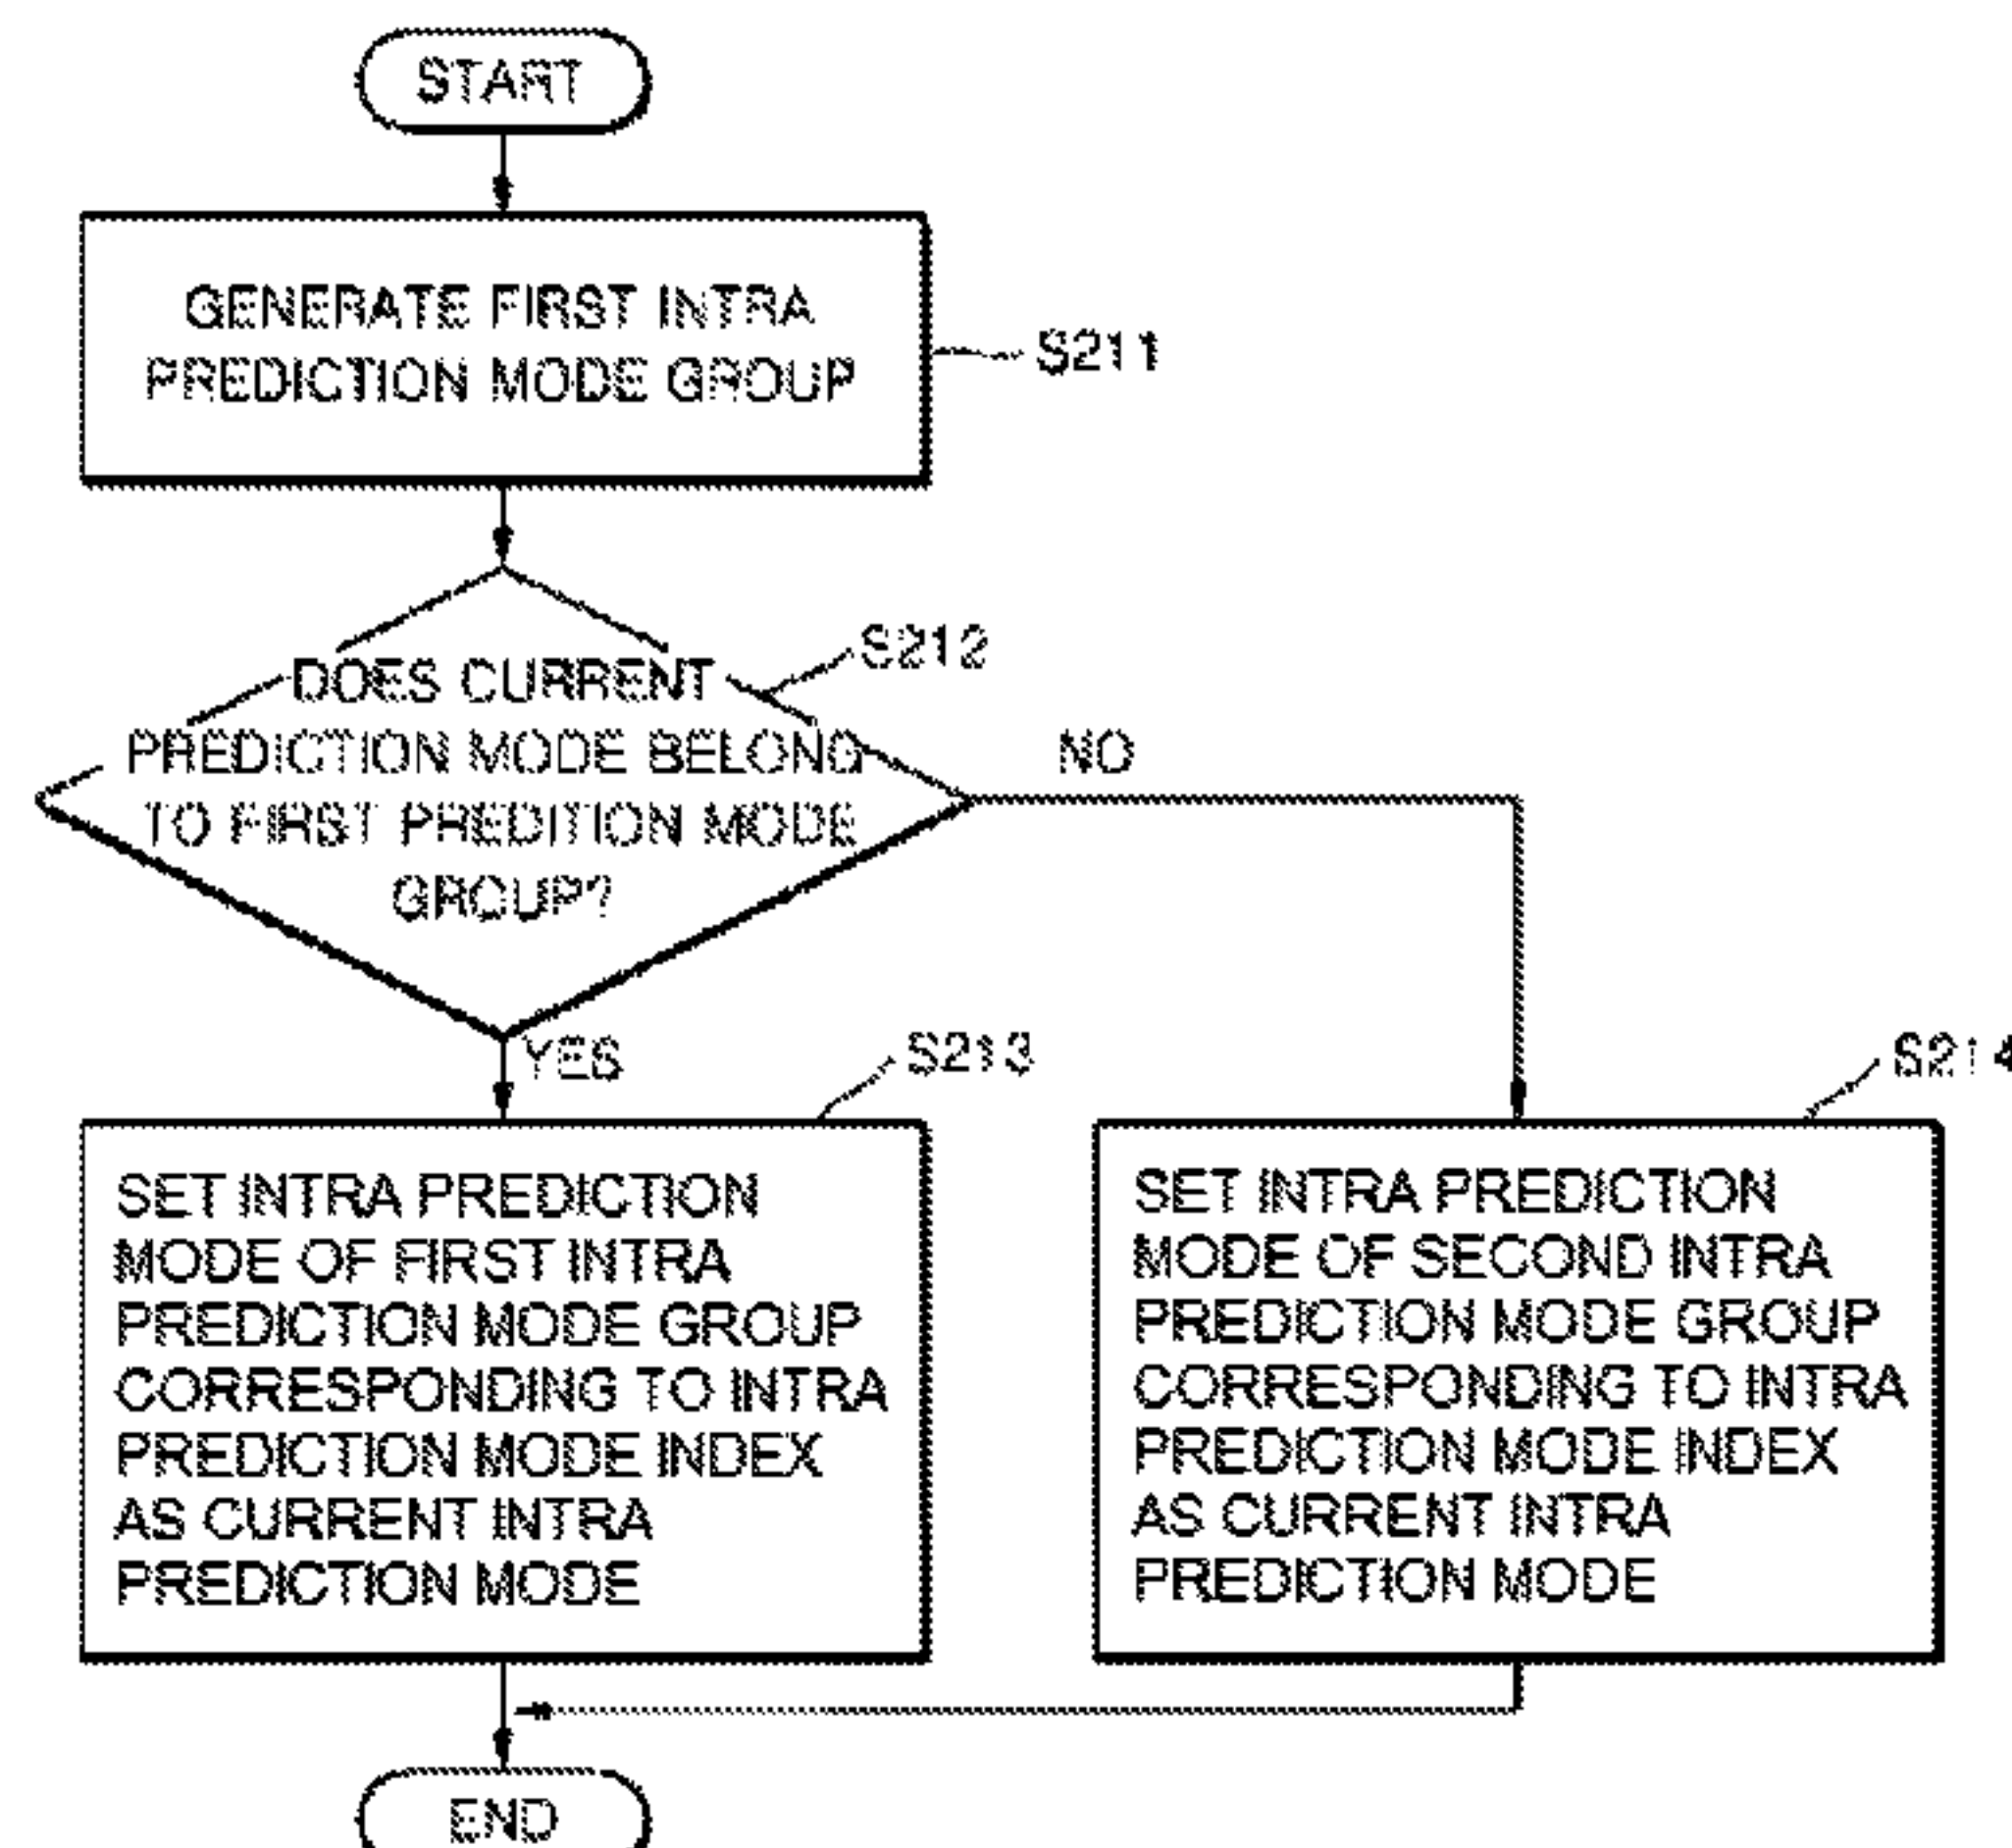 START
GENERATE FIRST INTRA
PREDICTION MODE GROUP
S211
DOES CURRENT
PREDICTION MODE BELONG
TO FIRST PREDITION MODE
GROUP?
S212
NO
YES
S213
SET INTRA PREDICTION
MODE OF FIRST INTRA
PREDICTION MODE GROUP
CORRESPONDING TO INTRA
PREDICTION MODE INDEX
AS CURRENT INTRA
PREDICTION MODE
S214
SET INTRA PREDICTION
MODE OF SECOND INTRA
PREDICTION MODE GROUP
CORRESPONDING TO INTRA
PREDICTION MODE INDEX
AS CURRENT INTRA
PREDICTION MODE
END